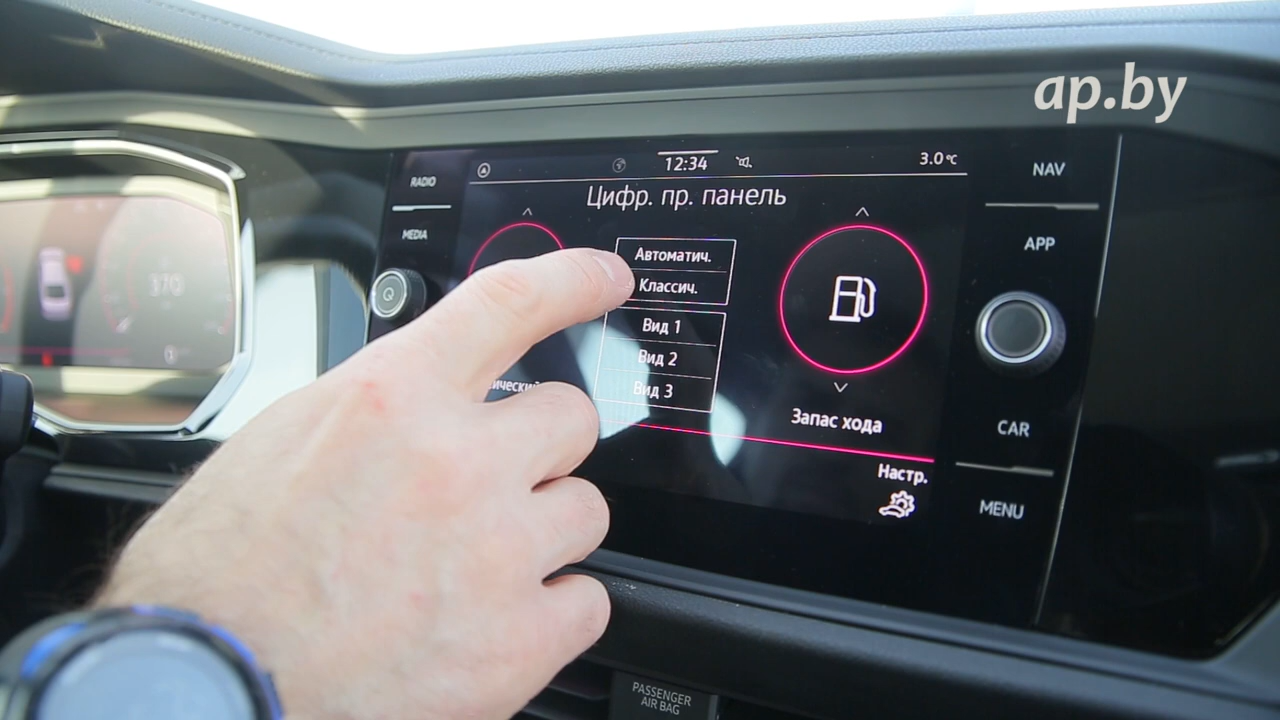 ap.by
RADIO
MEDIA
12:34
3.0°C
Цифр. пр. панель
Автоматич.
Классич.
Вид 1
Вид 2
Вид 3
Запас хода
Настр.
NAV
APP
CAR
MENU
PASSENGER
AIR BAG